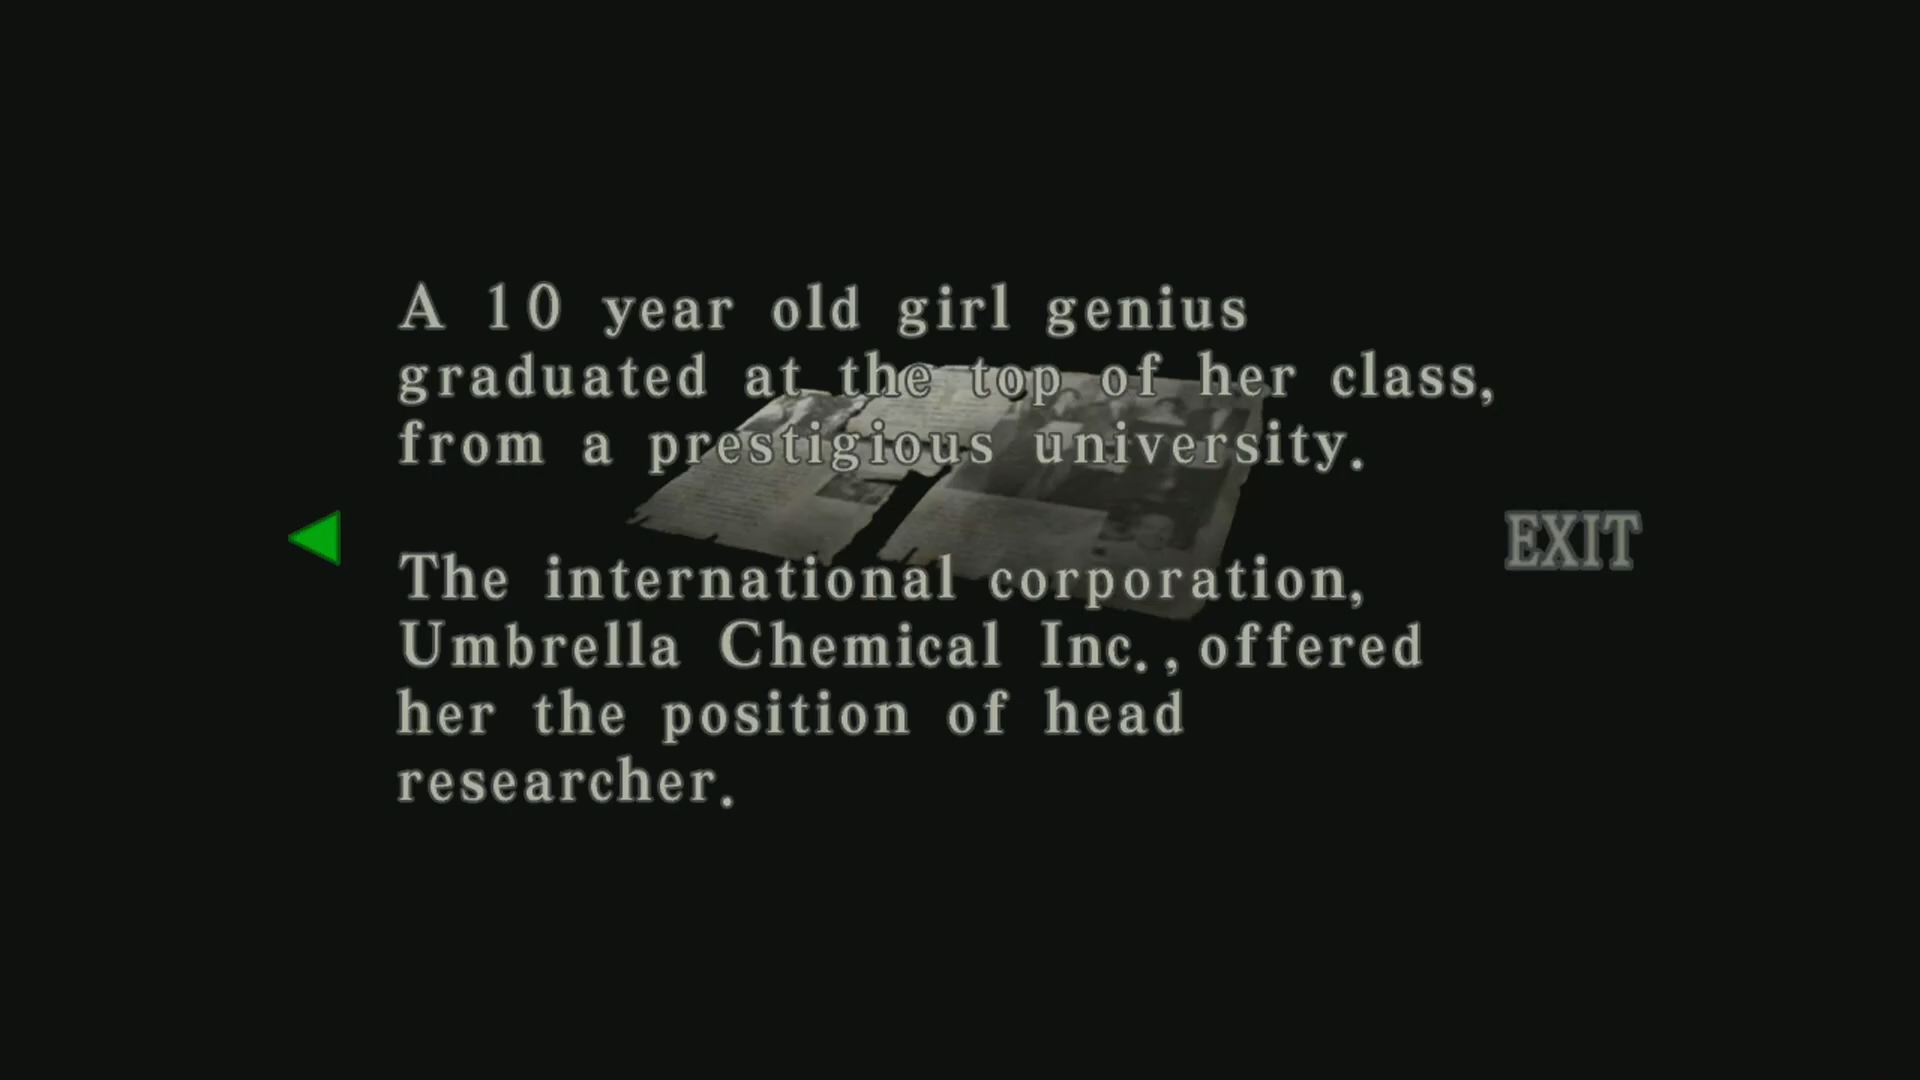 A 10 year old girl genius
graduated at the top of her class,
from a prestigious university.
EXIT
The international corporation,
Umbrella Chemical Inc., offered
her the position of head
researcher.